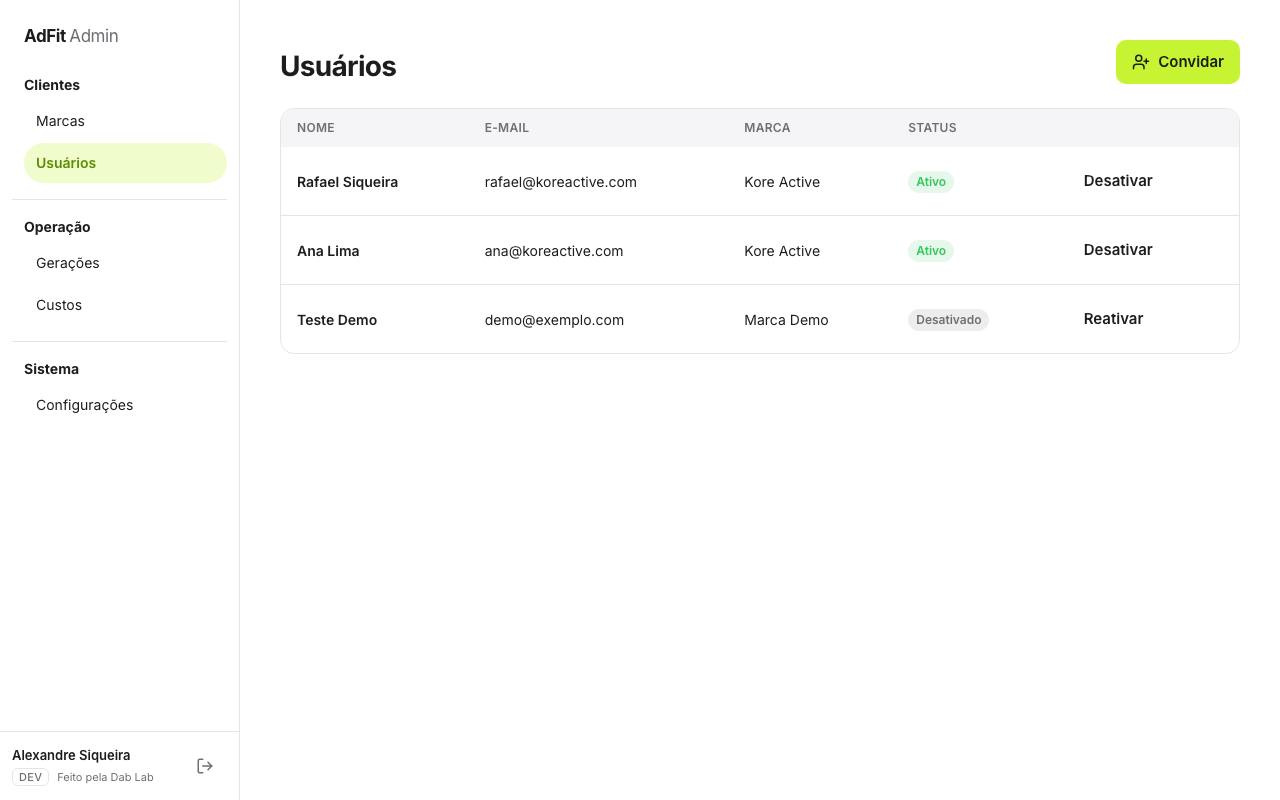 AdFit Admin
Clientes
Marcas
Usuários
Operação
Gerações
Custos
Sistema
Configurações
Alexandre Siqueira
DEV Feito pela Dab Lab
Usuários
Convidar
NOME E-MAIL MARCA STATUS
Rafael Siqueira rafael@koreactive.com Kore Active Ativo Desativar
Ana Lima ana@koreactive.com Kore Active Ativo Desativar
Teste Demo demo@exemplo.com Marca Demo Desativado Reativar